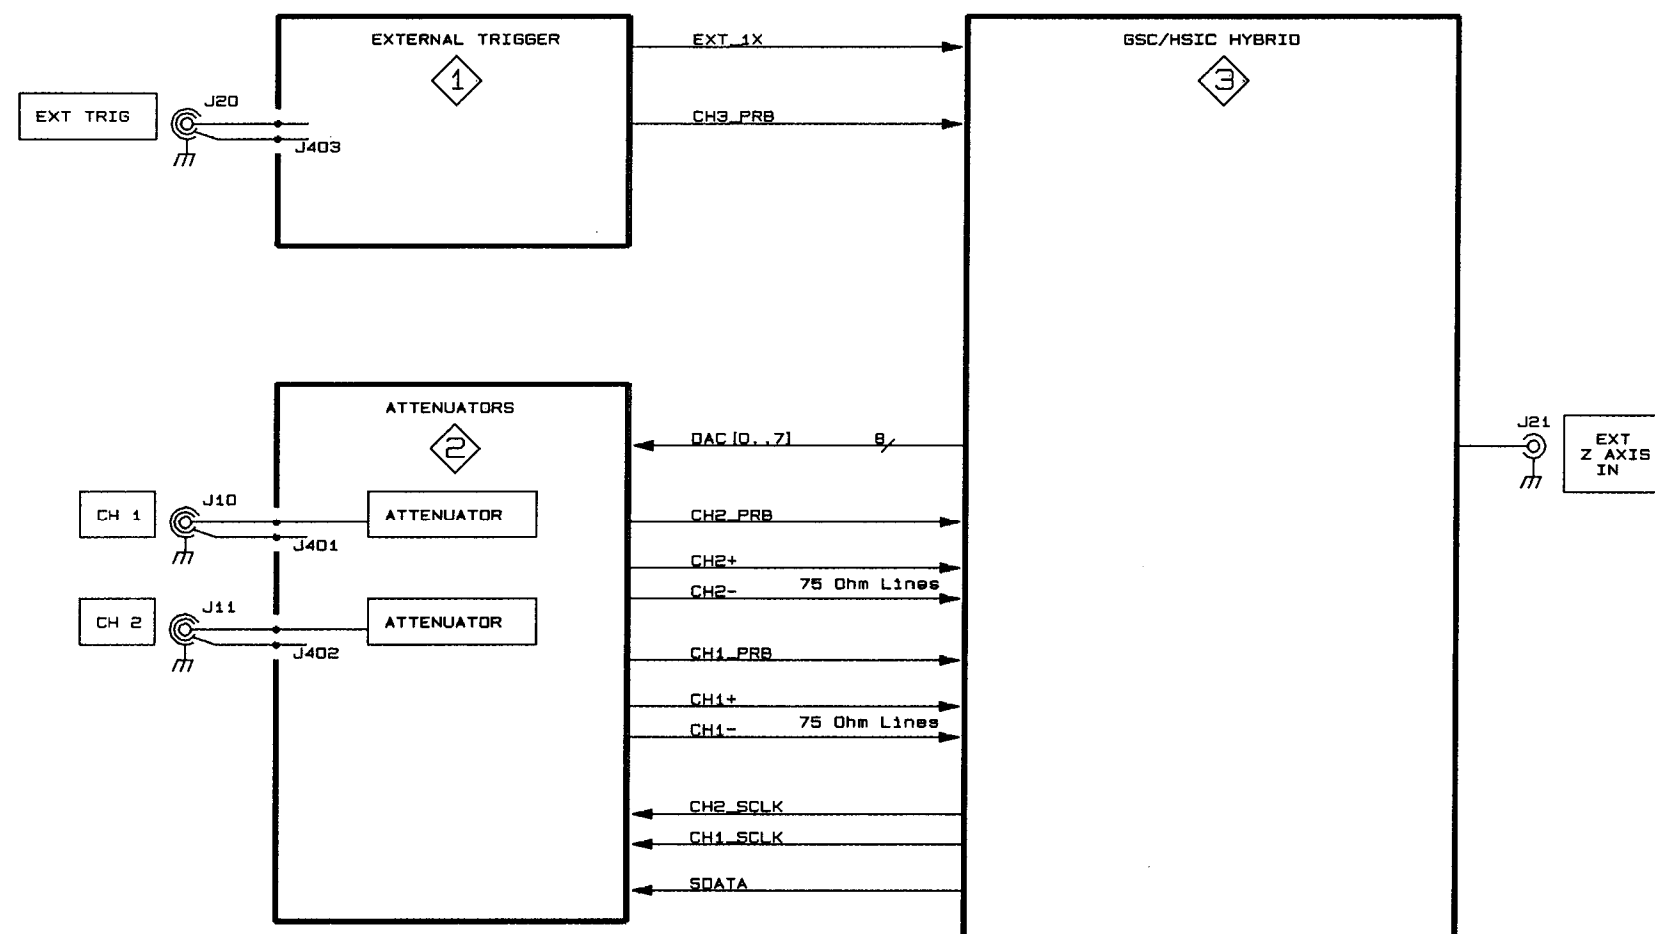 EXTERNAL TRIGGER
1
EXT TRIG
J20
J403
EXT_1X
CH3_PRB
GSC/HSIC HYBRID
3
ATTENUATORS
2
CH 1
J10
J401
ATTENUATOR
CH 2
J11
J402
ATTENUATOR
DAC[0..7]
8
CH2_PRB
CH2+
75 Ohm Lines
CH2-
CH1_PRB
CH1+
75 Ohm Lines
CH1-
CH2_SCLK
CH1_SCLK
SDATA
J21
EXT
Z AXIS
IN